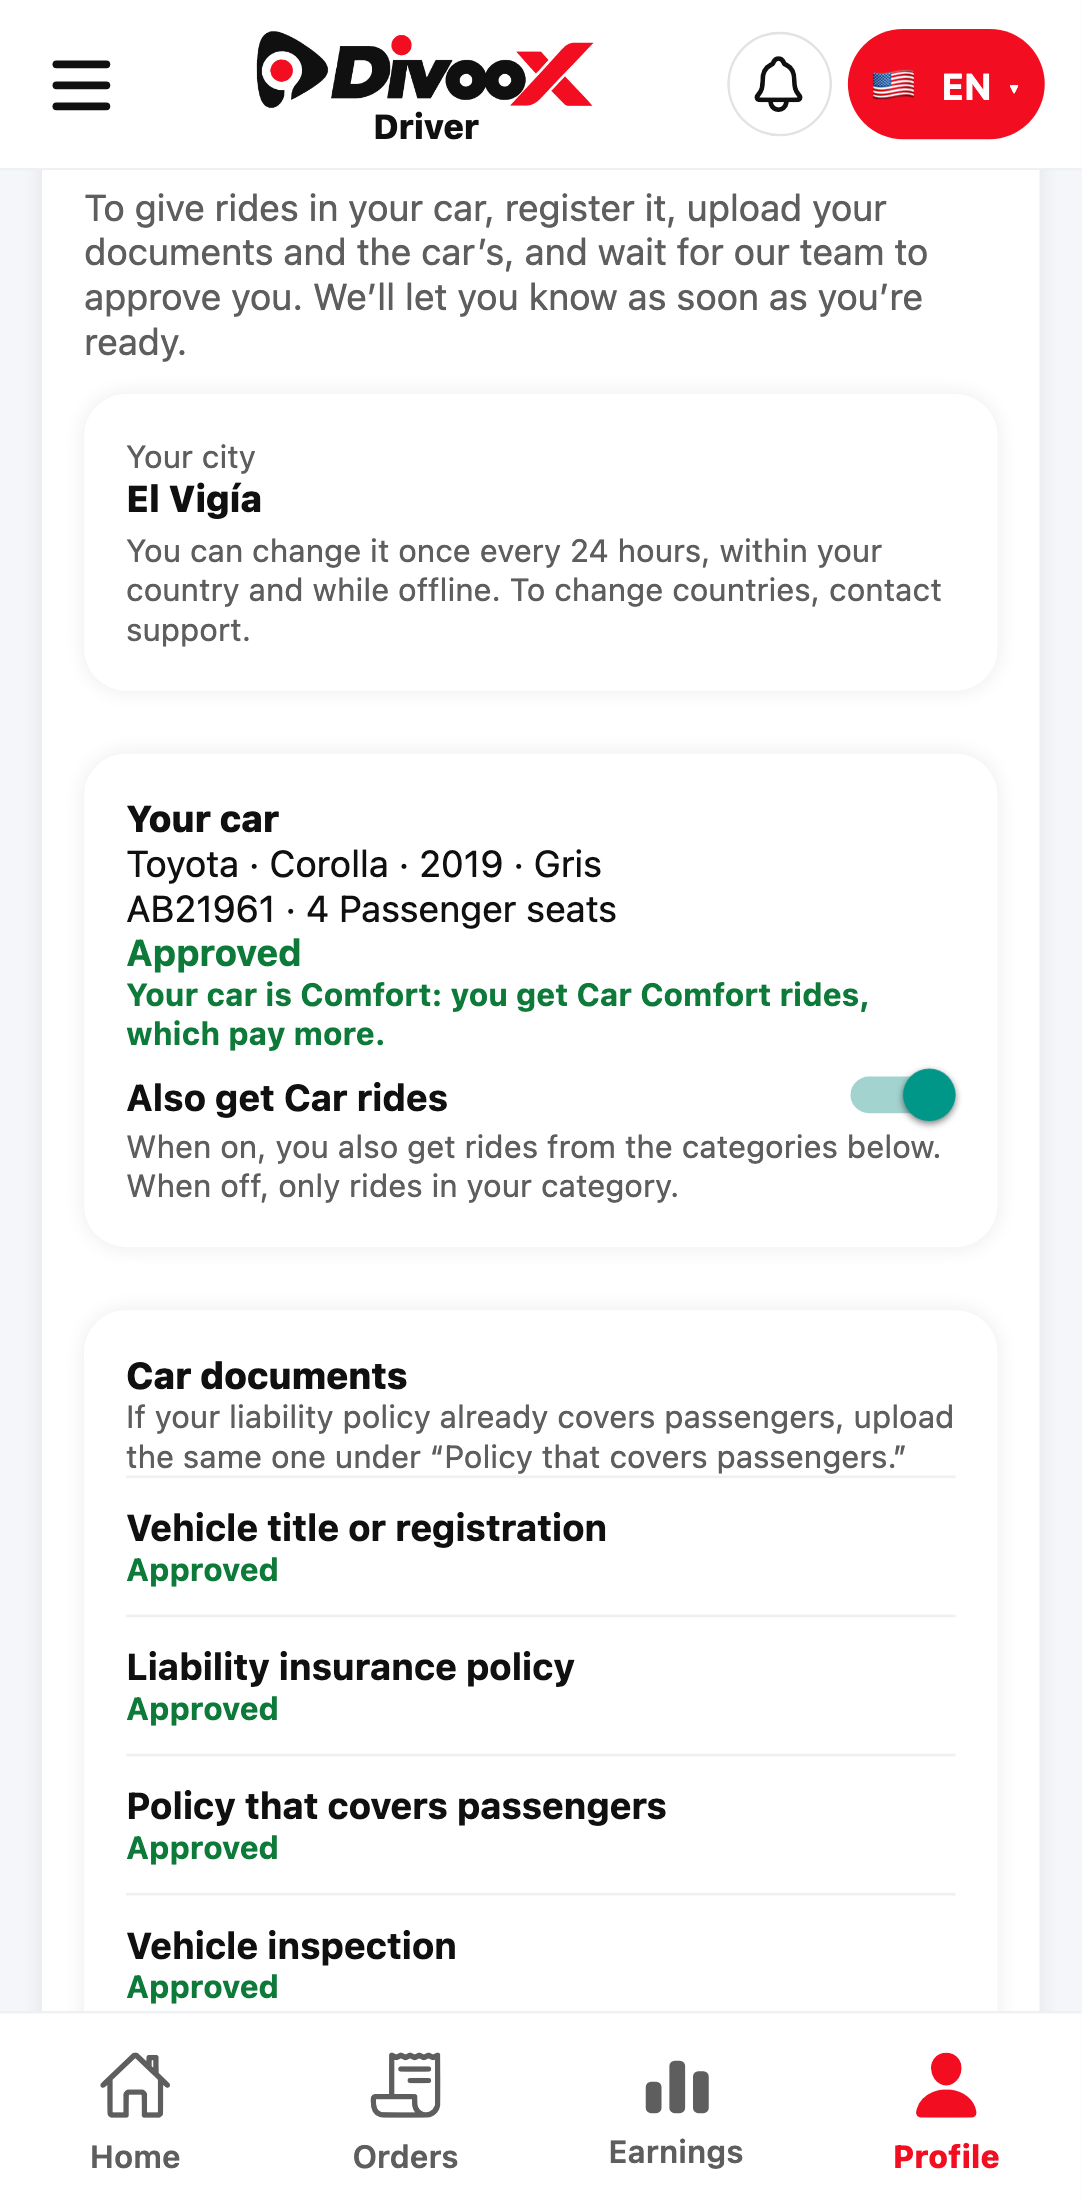 DivooX
Driver
EN
To give rides in your car, register it, upload your
documents and the car’s, and wait for our team to
approve you. We’ll let you know as soon as you’re
ready.
Your city
El Vigía
You can change it once every 24 hours, within your
country and while offline. To change countries, contact
support.
Your car
Toyota · Corolla · 2019 · Gris
AB21961 · 4 Passenger seats
Approved
Your car is Comfort: you get Car Comfort rides,
which pay more.
Also get Car rides
When on, you also get rides from the categories below.
When off, only rides in your category.
Car documents
If your liability policy already covers passengers, upload
the same one under “Policy that covers passengers.”
Vehicle title or registration
Approved
Liability insurance policy
Approved
Policy that covers passengers
Approved
Vehicle inspection
Approved
Home
Orders
Earnings
Profile